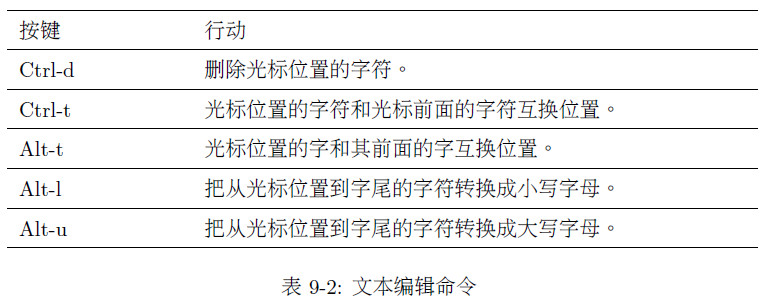 按键 行动
Ctrl-d 删除光标位置的字符。
Ctrl-t 光标位置的字符和光标前面的字符互换位置。
Alt-t 光标位置的字和其前面的字互换位置。
Alt-l 把从光标位置到字尾的字符转换成小写字母。
Alt-u 把从光标位置到字尾的字符转换成大写字母。
表 9-2: 文本编辑命令